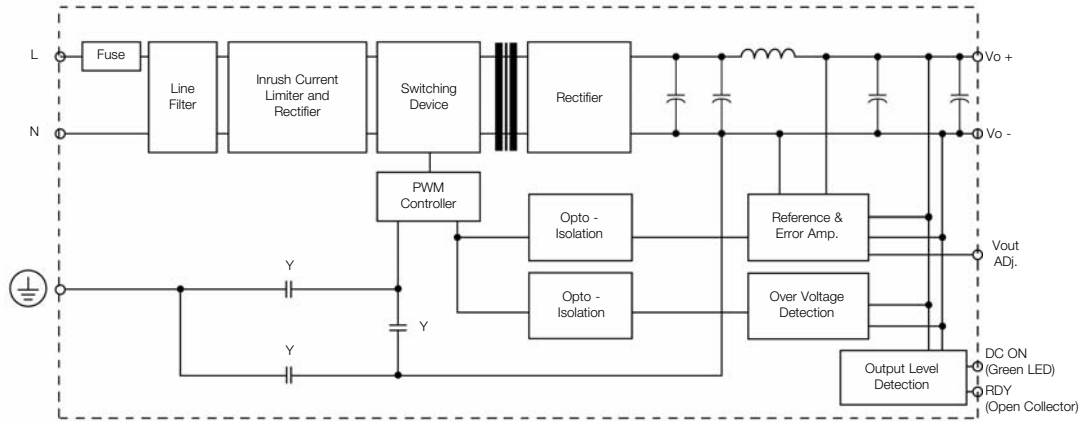 L
Fuse
Line
Filter
Inrush Current
Limiter and
Rectifier
Switching
Device
Rectifier
Vo +
N
Vo -
PWM
Controller
Opto -
Isolation
Reference &
Error Amp.
Vout
ADj.
Y
Opto -
Isolation
Over Voltage
Detection
Y
Y
Output Level
Detection
DC ON
(Green LED)
RDY
(Open Collector)